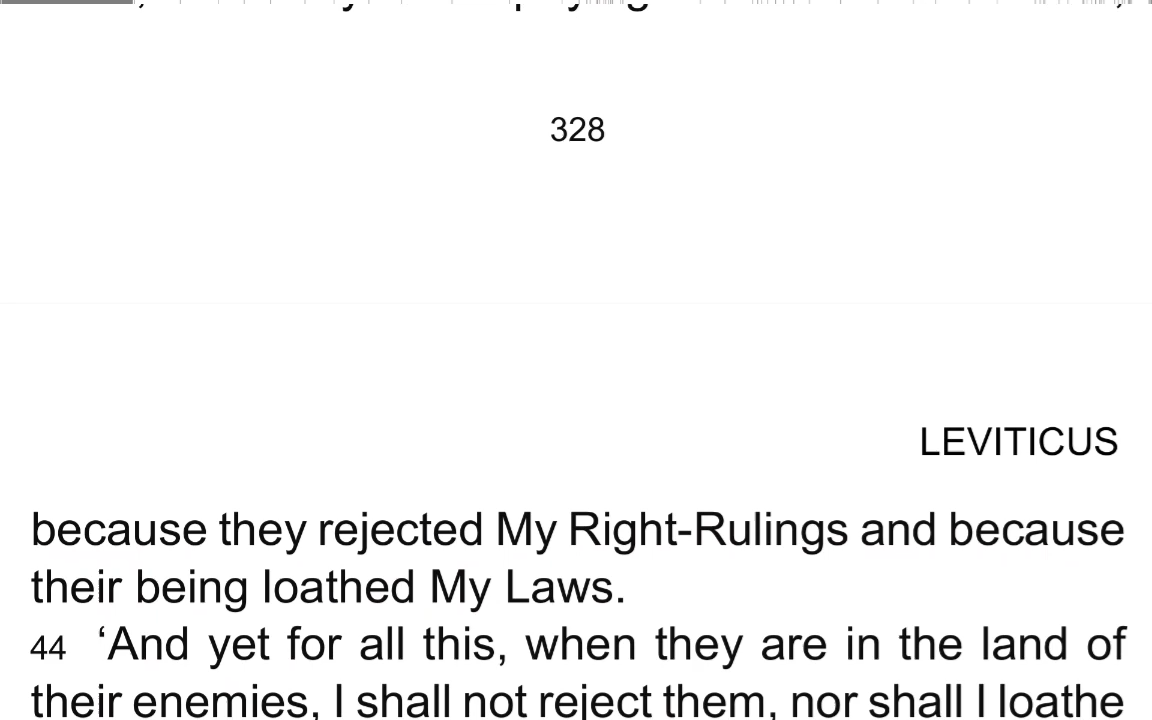 328
LEVITICUS
because they rejected My Right-Rulings and because
their being loathed My Laws.
44 ‘And yet for all this, when they are in the land of
their enemies, I shall not reject them, nor shall I loathe